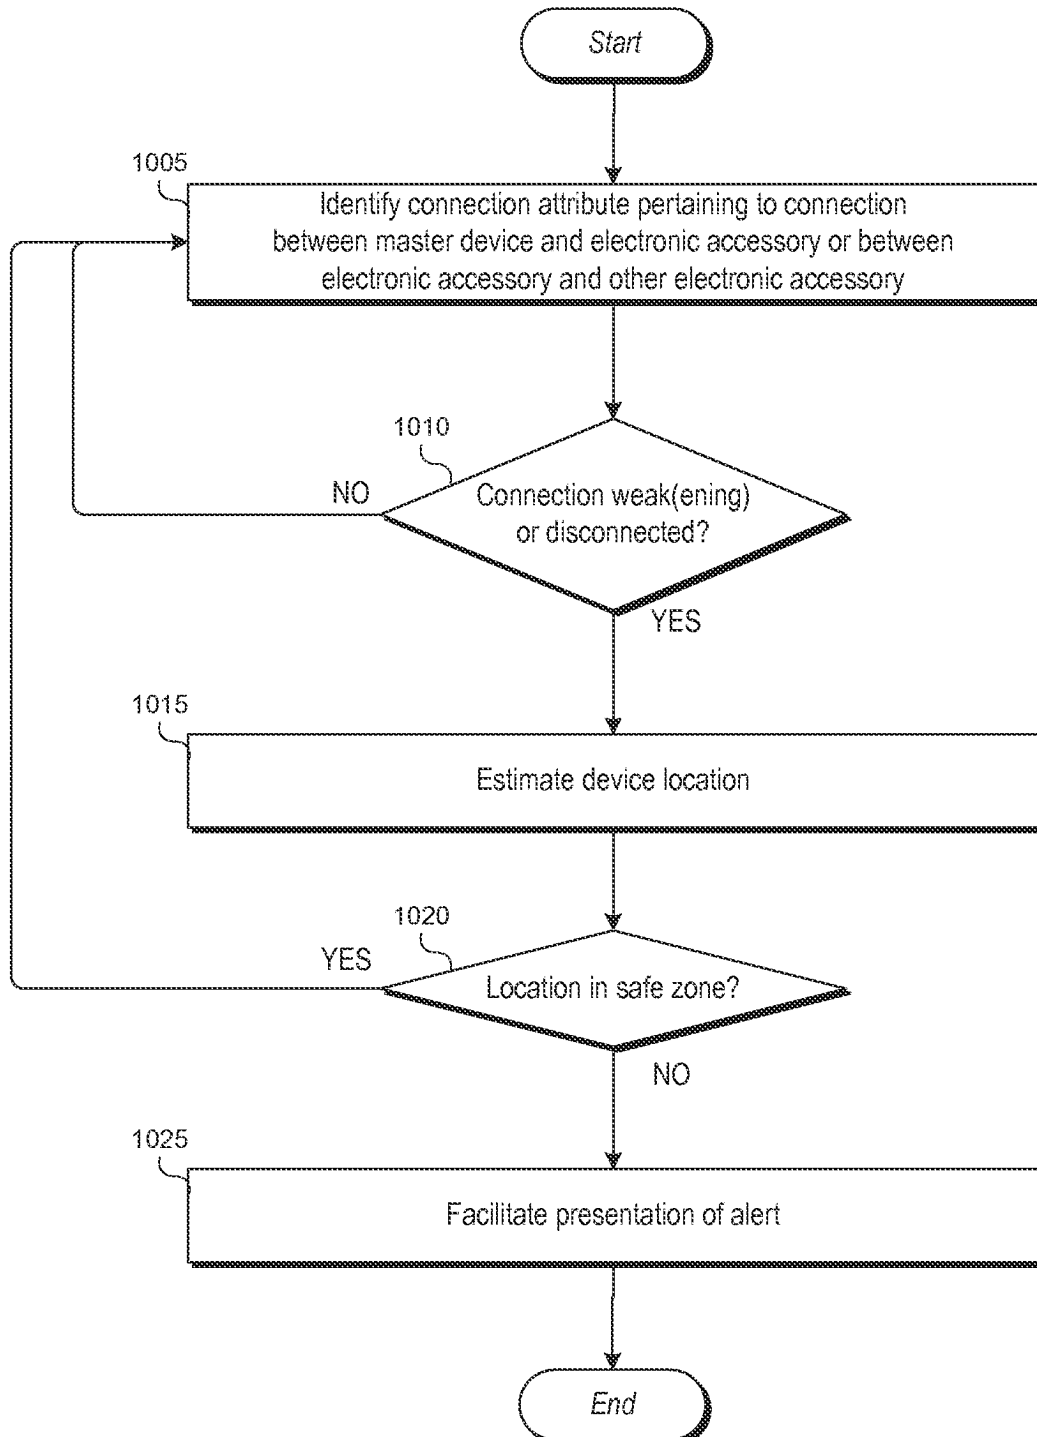 Start
1005
Identify connection attribute pertaining to connection
between master device and electronic accessory or between
electronic accessory and other electronic accessory
1010
NO
Connection weak(ening)
or disconnected?
YES
1015
Estimate device location
1020
YES
Location in safe zone?
NO
1025
Facilitate presentation of alert
End